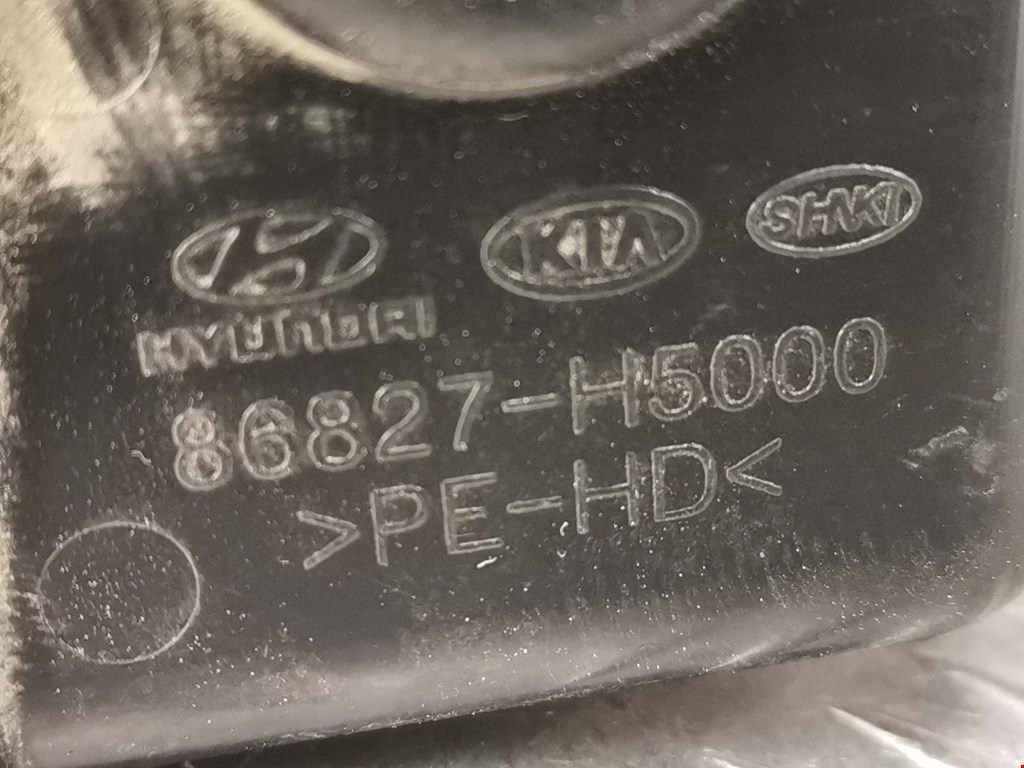 KIA SHAKI
HYUNDAI
86827-H5000
>PE-HD<